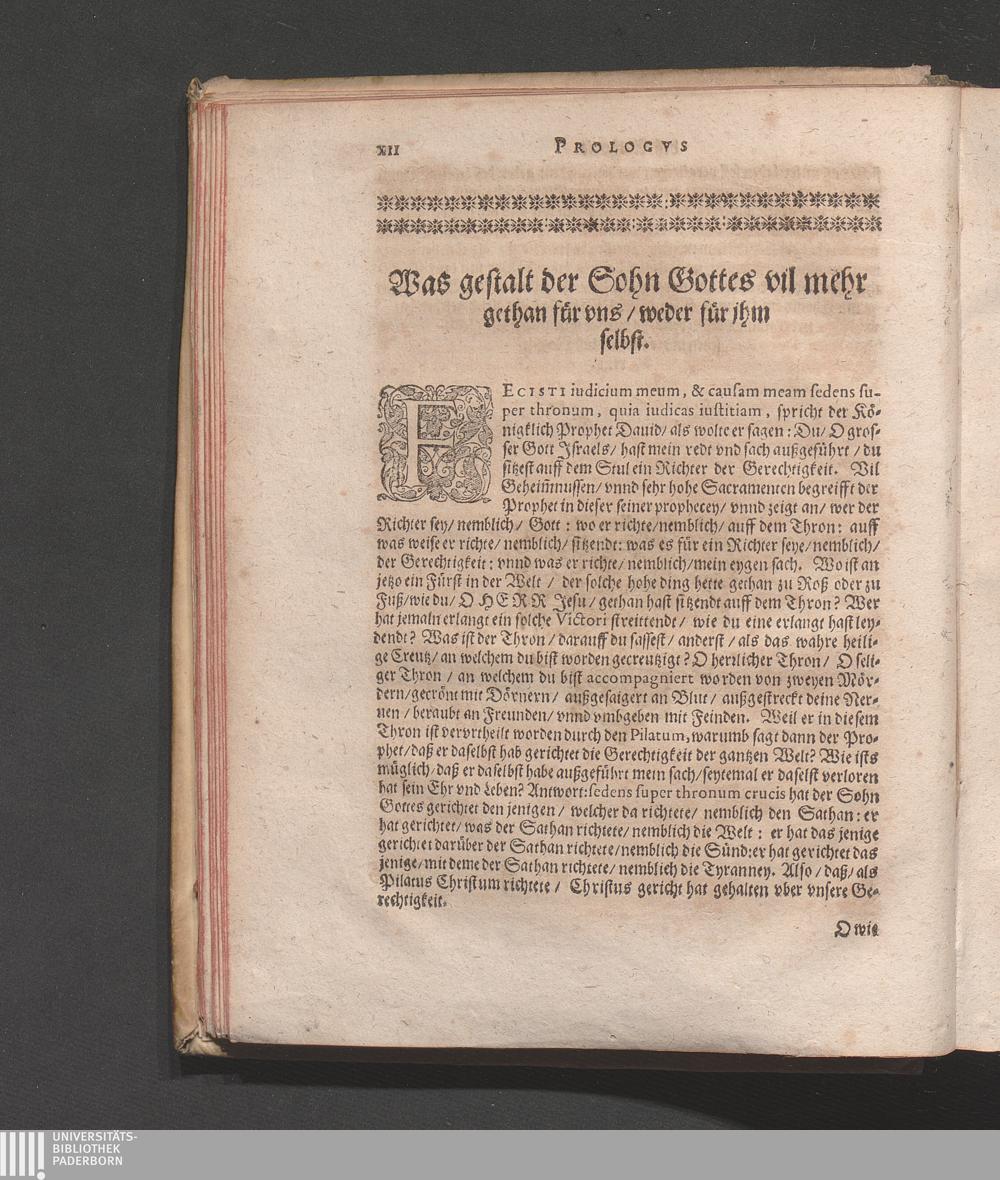 XII PROLOGVS
Was gestalt der Sohn Gottes vil mehr
gethan für vns / weder für jhm
selbst.
FECISTI iudicium meum, & causam meam sedens su-
per thronum, quia iudicas iustitiam, spricht der Kö-
nigklich Prophet Dauid / als wolte er sagen: Du / O gros-
ser Gott Jsraels / hast mein redt vnd sach außgeführt / du
sitzest auff dem Stul ein Richter der Gerechtigkeit. Vil
Geheim̃nussen / vnnd sehr hohe Sacramenten begreifft der
Prophet in dieser seiner prophecey / vnnd zeigt an / wer der
Richter sey / nemblich / Gott: wo er richte / nemblich / auff dem Thron: auff
was weise er richte / nemblich / sitzendt: was es für ein Richter seye / nemblich /
der Gerechtigkeit: vnnd was er richte / nemblich / mein eygen sach. Wo ist an
jetzo ein Fürst in der Welt / der solche hohe ding hette gethan zu Roß oder zu
Fuß / wie du / O HERR Jesu / gethan hast sitzendt auff dem Thron? Wer
hat jemaln erlangt ein solche Victori streittendt / wie du eine erlangt hast ley-
dendt? Was ist der Thron / darauff du sassest / anderst / als das wahre heili-
ge Creutz / an welchem du bist worden gecreutzigt? O herrlicher Thron / O seli-
ger Thron / an welchem du bist accompagniert worden von zweyen Mör-
dern / gecrönt mit Dörnern / außgesaigert an Blut / außgestreckt deine Ner-
uen / beraubt an Freunden / vnnd vmbgeben mit Feinden. Weil er in diesem
Thron ist vervrtheilt worden durch den Pilatum, warumb sagt dann der Pro-
phet / daß er daselbst hab gerichtet die Gerechtigkeit der gantzen Welt? Wie ists
müglich / daß er daselbst habe außgeführt mein sach / seytemal er daselst verloren
hat sein Ehr vnd Leben? Antwort: sedens super thronum crucis hat der Sohn
Gottes gerichtet den jenigen / welcher da richtete / nemblich den Sathan: er
hat gerichtet / was der Sathan richtete / nemblich die Welt: er hat das jenige
gerichtet darüber der Sathan richtete / nemblich die Sünd: er hat gerichtet das
jenige / mit deme der Sathan richtete / nemblich die Tyranney. Also / daß / als
Pilatus Christum richtete / Christus gericht hat gehalten vber vnsere Ge-
rechtigkeit.
O wie
UNIVERSITÄTS-
BIBLIOTHEK
PADERBORN